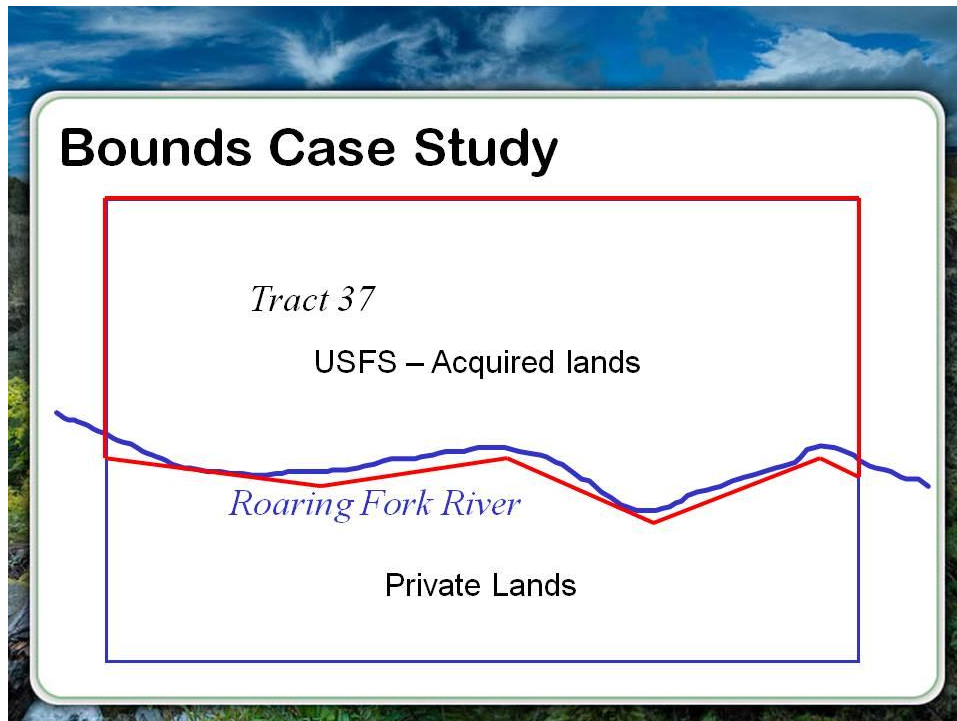 Bounds Case Study
Tract 37
USFS – Acquired lands
Roaring Fork River
Private Lands